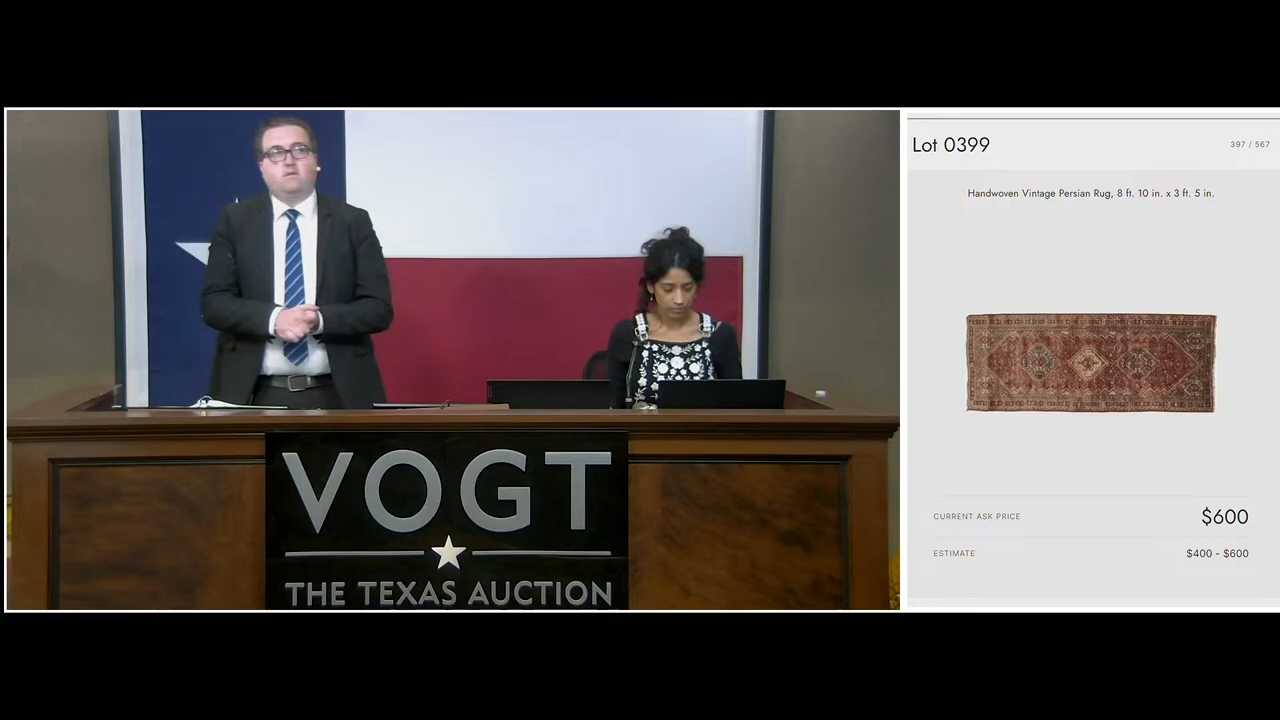 Lot 0399
397 / 567
Handwoven Vintage Persian Rug, 8 ft. 10 in. x 3 ft. 5 in.
CURRENT ASK PRICE
$600
ESTIMATE
$400 - $600
VOGT
THE TEXAS AUCTION